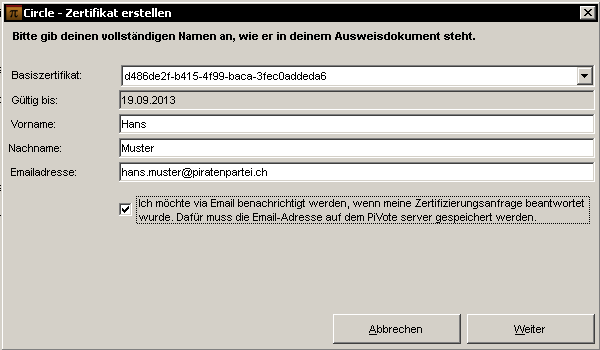 Circle - Zertifikat erstellen
Bitte gib deinen vollständigen Namen an, wie er in deinem Ausweisdokument steht.
Basiszertifikat: d486de2f-b415-4f99-baca-3fec0addeda6
Gültig bis: 19.09.2013
Vorname: Hans
Nachname: Muster
Emailadresse: hans.muster@piratenpartei.ch
Ich möchte via Email benachrichtigt werden, wenn meine Zertifizierungsanfrage beantwortet
wurde. Dafür muss die Email-Adresse auf dem PiVote server gespeichert werden.
Abbrechen Weiter